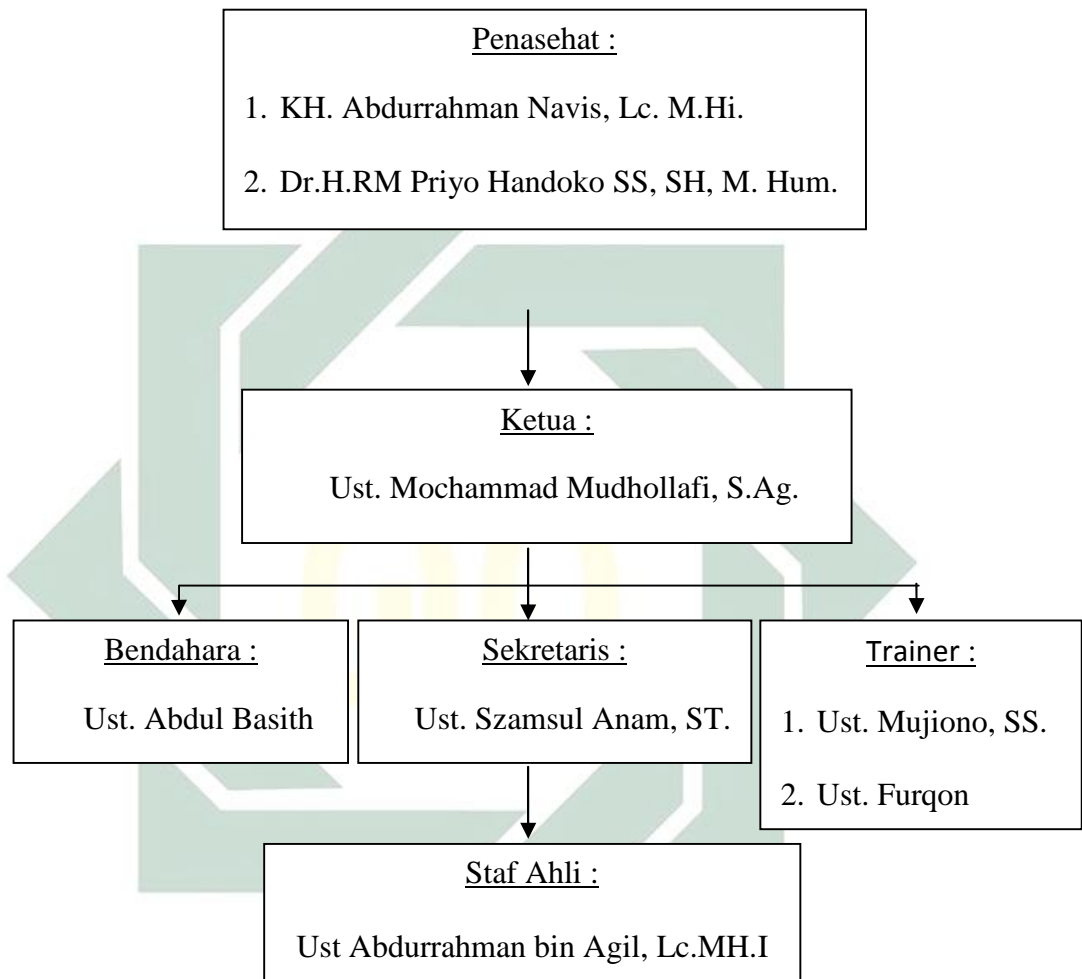 Penasehat :
1. KH. Abdurrahman Navis, Lc. M.Hi.
2. Dr.H.RM Priyo Handoko SS, SH, M. Hum.
Ketua :
Ust. Mochammad Mudhollafi, S.Ag.
Bendahara :
Ust. Abdul Basith
Sekretaris :
Ust. Szamsul Anam, ST.
Trainer :
1. Ust. Mujiono, SS.
2. Ust. Furqon
Staf Ahli :
Ust Abdurrahman bin Agil, Lc.MH.I